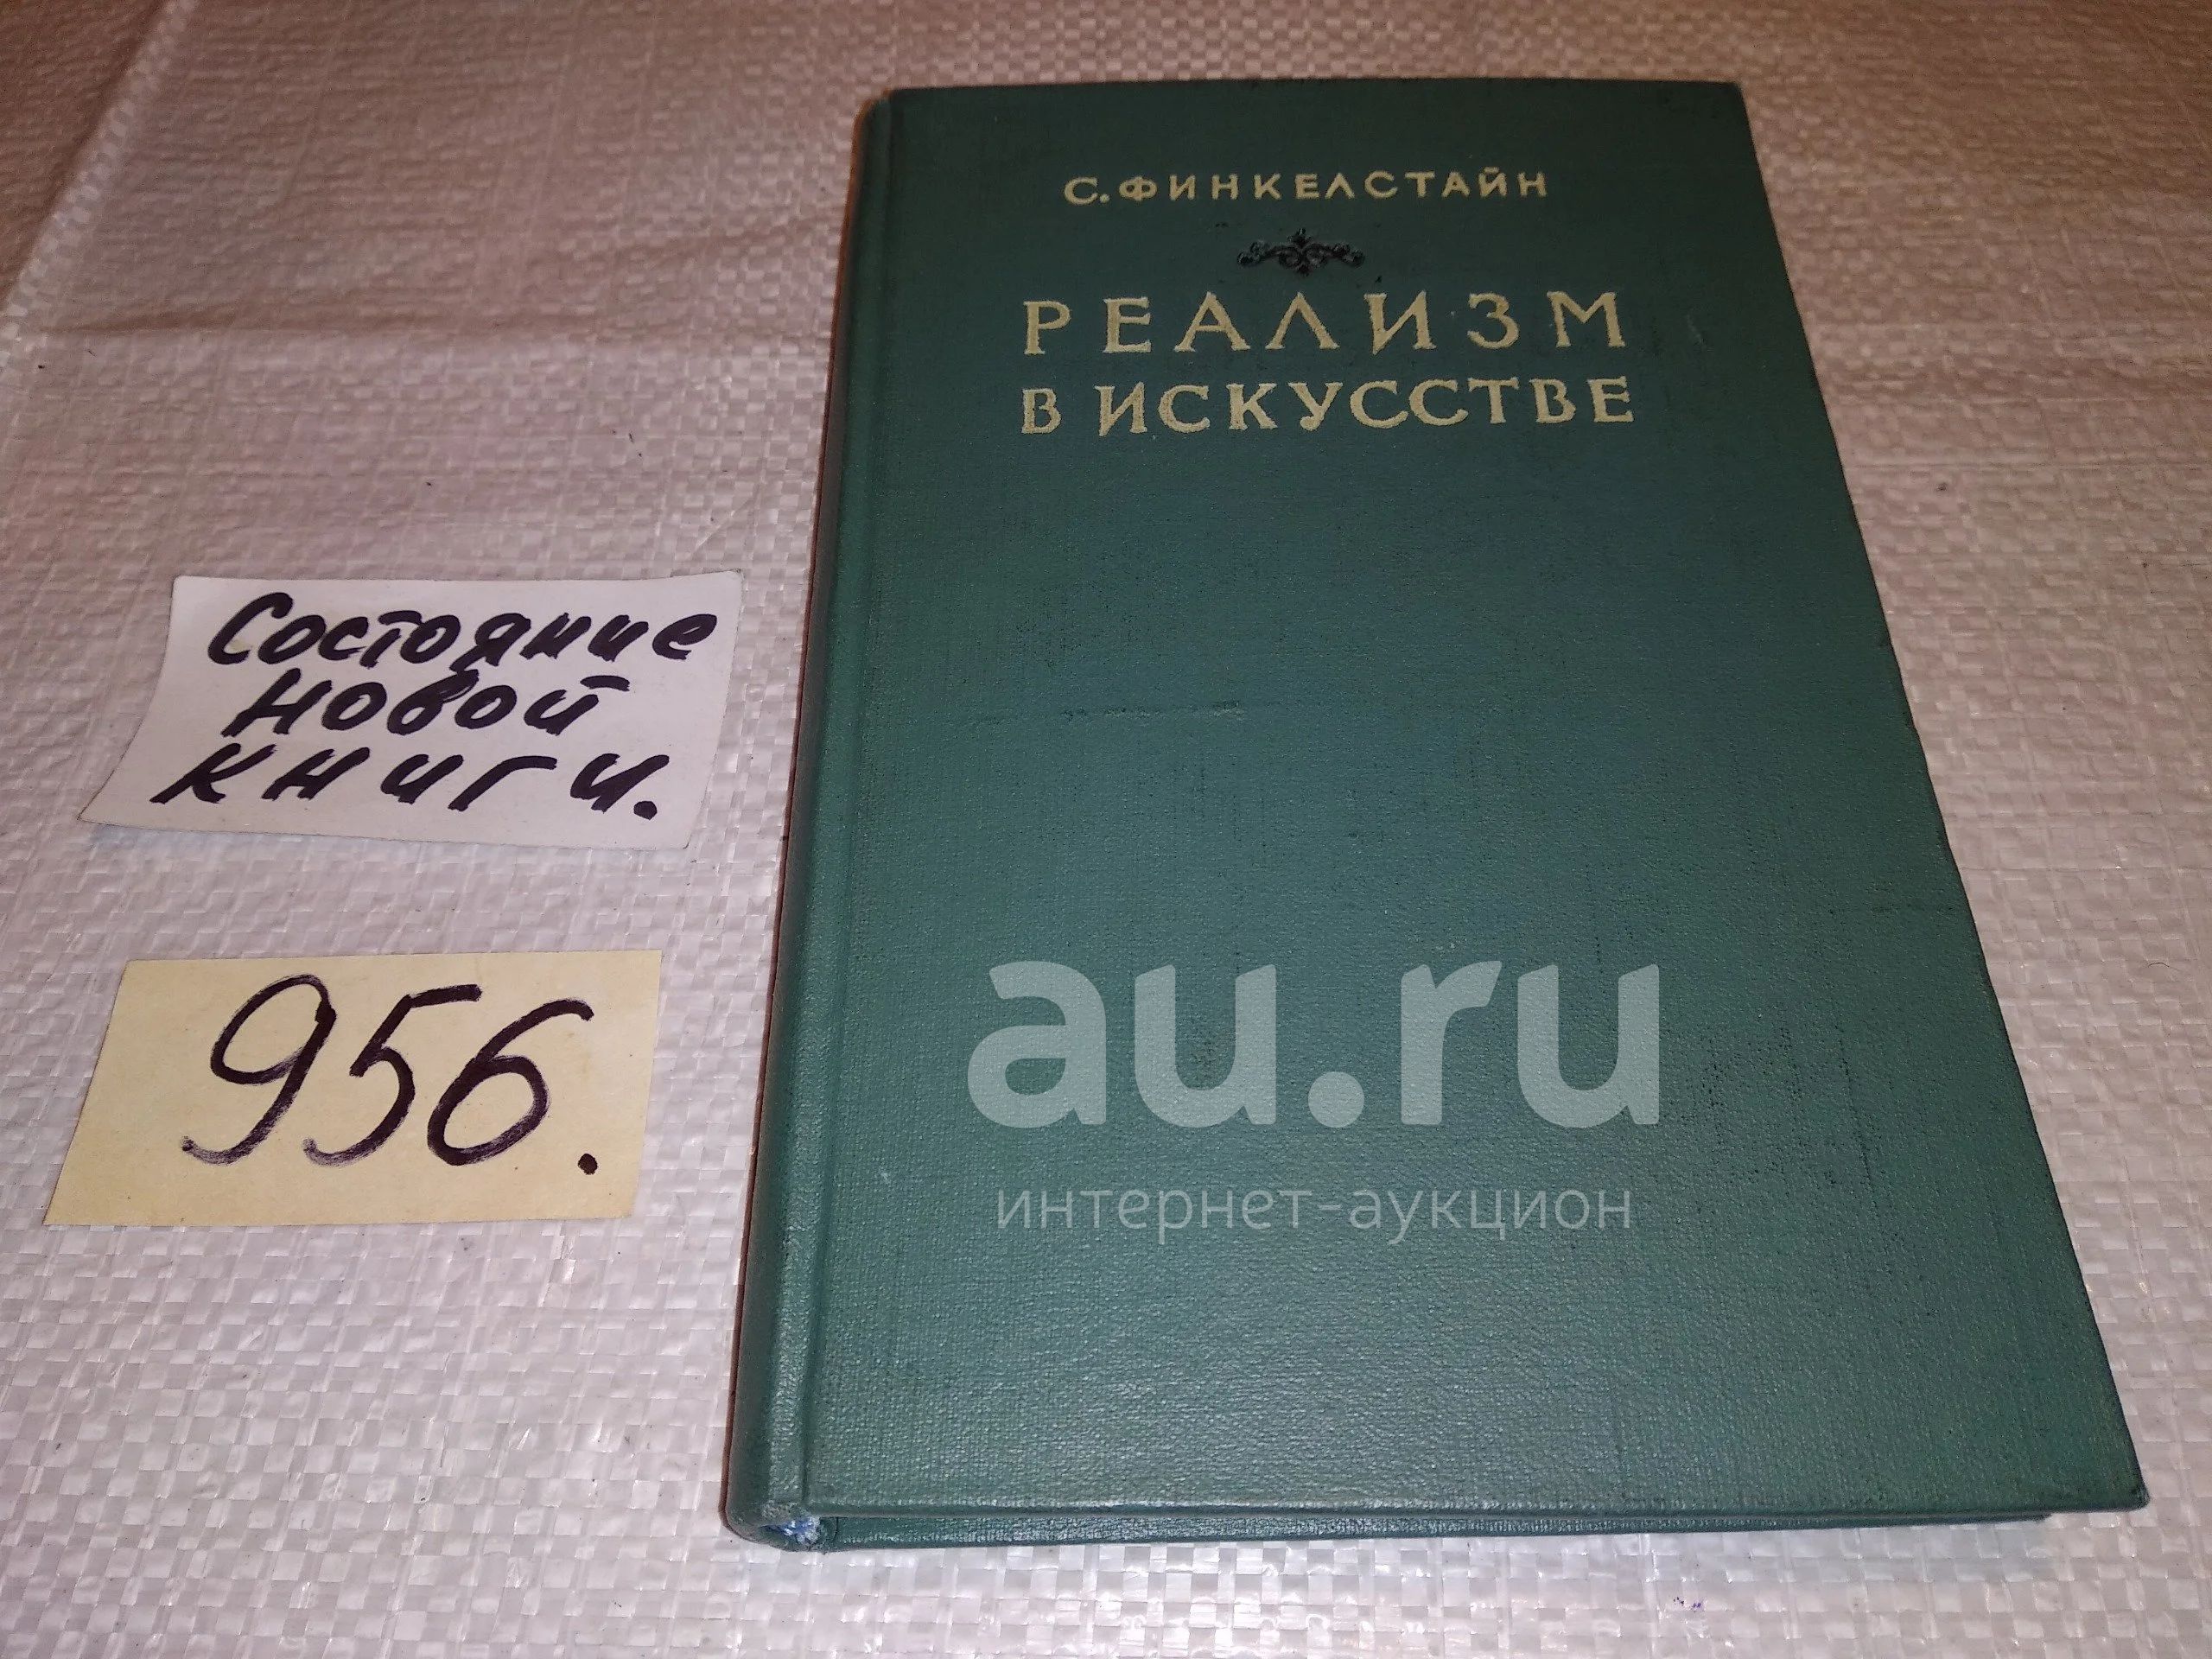 С. ФИНКЕЛСТАЙН
РЕАЛИЗМ
В ИСКУССТВЕ
Состояние
новой
книги.
956.
au.ru
интернет-аукцион